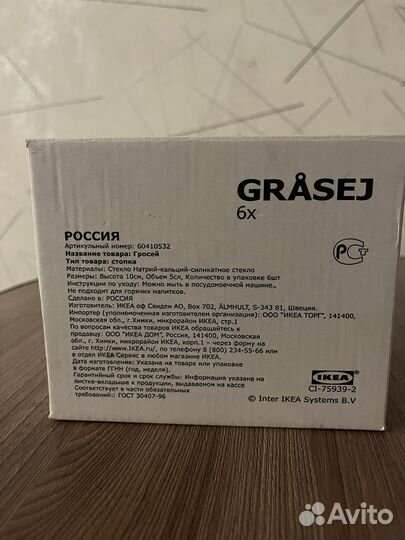 GRÅSEJ
6x
РОССИЯ
Артикульный номер: 60410532
Название товара: Гросей
Тип товара: стопка
Материалы: Стекло Натрий-кальций-силикатное стекло
Размеры: Высота 10см, Объем 5сл, Количество в упаковке 6шт
Инструкции по уходу: Можно мыть в посудомоечной машине.,
Не подходит для горячих напитков.
Сделано в: РОССИЯ
Изготовитель: ИКЕА оф Свиден АО, Box 702, ÄLMHULT, S-343 81, Швеция.
Импортер (уполномоченная изготовителем организация): ООО "ИКЕА ТОРГ", 141400,
Московская обл., г.Химки, микрорайон ИКЕА, стр.1
По вопросам качества товаров ИКЕА обращайтесь к
продавцу: ООО "ИКЕА ДОМ", Россия, 141400, Московская
обл., г. Химки, микрорайон ИКЕА, корп.1 – через форму на
сайте http://www.IKEA.ru/, по телефону 8 (800) 234-55-66 или
в отдел ИКЕА Сервис в любом магазине ИКЕА.
Дата изготовления: Указана на товаре или упаковке
в формате ГГНН (год, неделя).
Гарантийный срок и срок службы: Информация указана на
листке-вкладыше к продукции, выдаваемом на кассе
Соответствует в части обязательных
требований:: ГОСТ 30407-96
РСТ
IKEA
CI-75939-2
© Inter IKEA Systems B.V
Avito